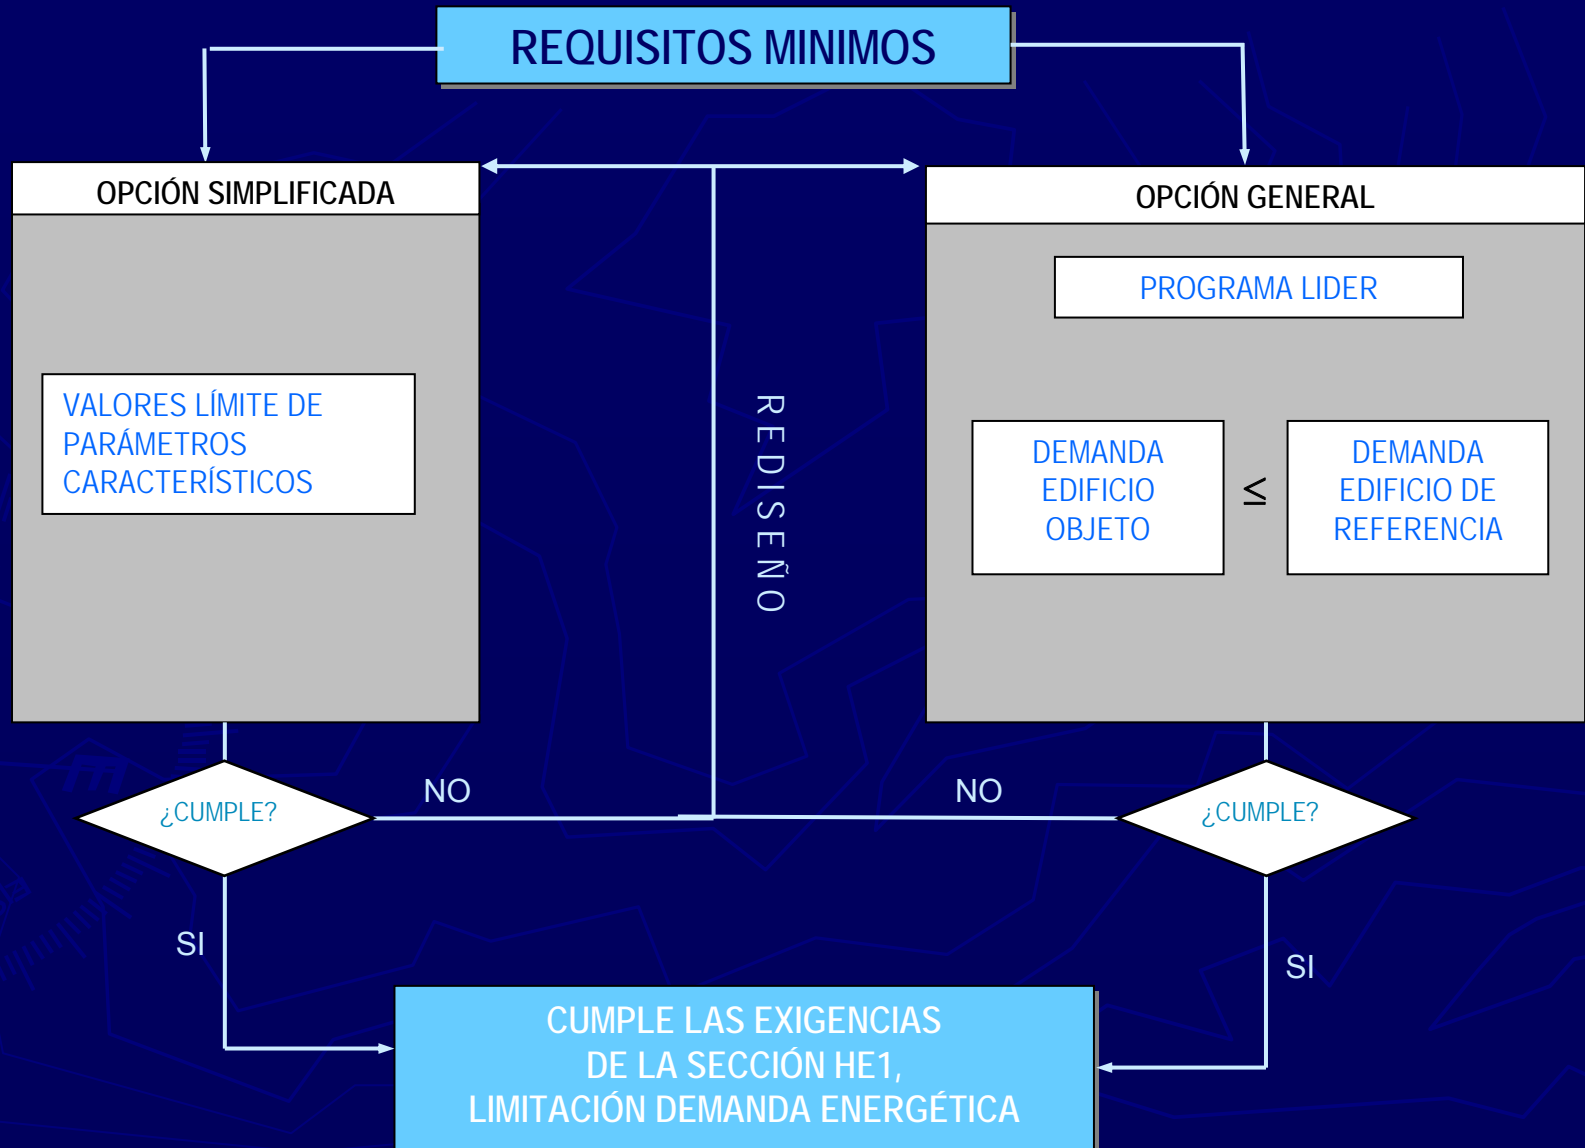 REQUISITOS MINIMOS
OPCIÓN SIMPLIFICADA
VALORES LÍMITE DE
PARÁMETROS
CARACTERÍSTICOS
REDISEÑO
OPCIÓN GENERAL
PROGRAMA LIDER
DEMANDA
EDIFICIO
OBJETO
≤
DEMANDA
EDIFICIO DE
REFERENCIA
¿CUMPLE?
NO
NO
¿CUMPLE?
SI
SI
CUMPLE LAS EXIGENCIAS
DE LA SECCIÓN HE1,
LIMITACIÓN DEMANDA ENERGÉTICA